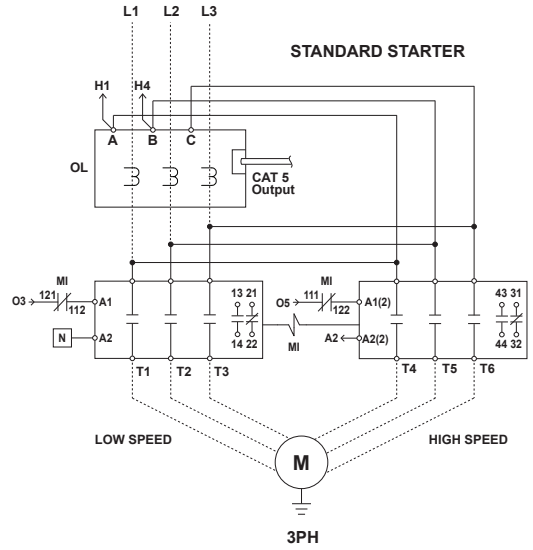 L1 L2 L3
STANDARD STARTER
H1 H4
A B C
OL
CAT 5
Output
MI MI
121 13 21 111 43 31
O3 A1 O5 A1(2)
112 122
N A2 MI A2 A2(2)
14 22 44 32
T1 T2 T3 T4 T5 T6
LOW SPEED HIGH SPEED
M
3PH